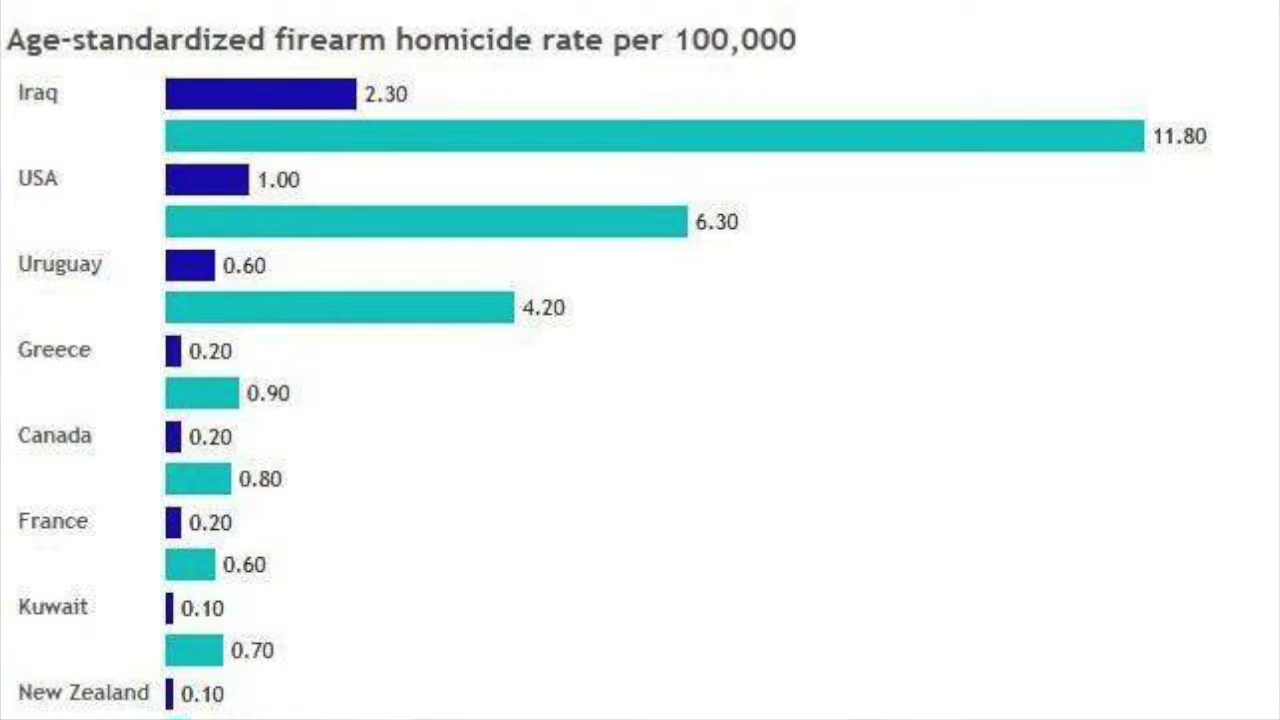 Age-standardized firearm homicide rate per 100,000
Iraq 2.30
11.80
USA 1.00
6.30
Uruguay 0.60
4.20
Greece 0.20
0.90
Canada 0.20
0.80
France 0.20
0.60
Kuwait 0.10
0.70
New Zealand 0.10